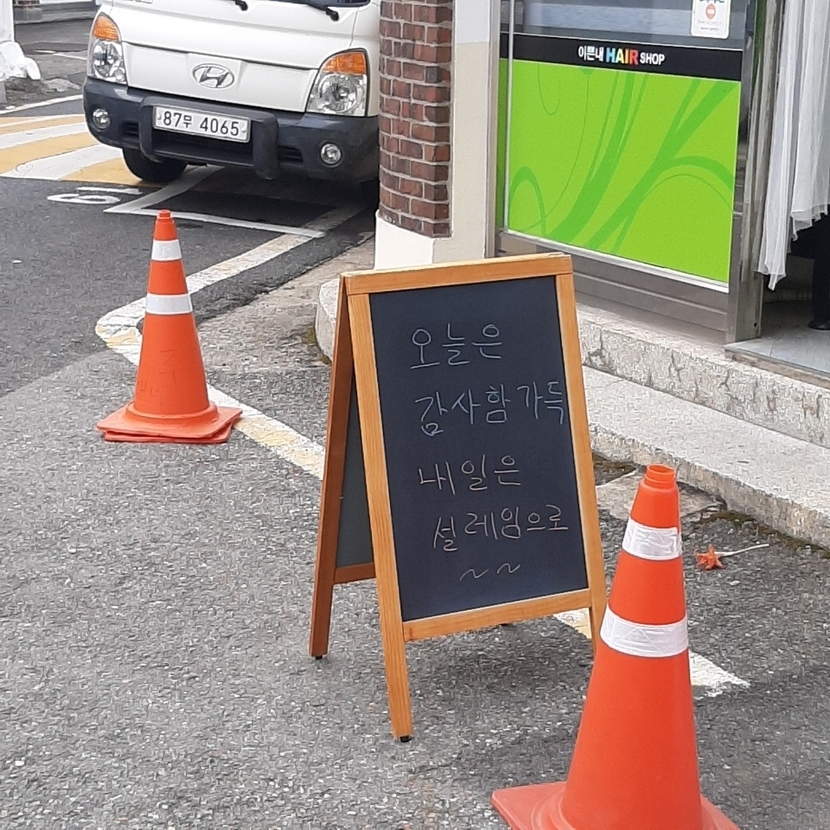 이쁜내 HAIR SHOP
87무 4065
오늘은
감사함 가득
내일은
설레임으로
~ ~